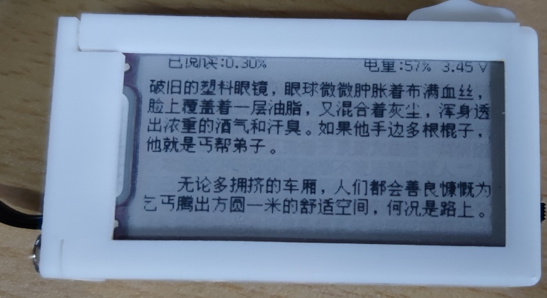 已阅读:0.30% 电量:57% 3.45 V
破旧的塑料眼镜，眼球微微肿胀着布满血丝，
脸上覆盖着一层油脂，又混合着灰尘，浑身透
出浓重的酒气和汗臭。如果他手边多根棍子，
他就是丐帮弟子。
无论多拥挤的车厢，人们都会善良慷慨为
乞丐腾出方圆一米的舒适空间，何况是路上。